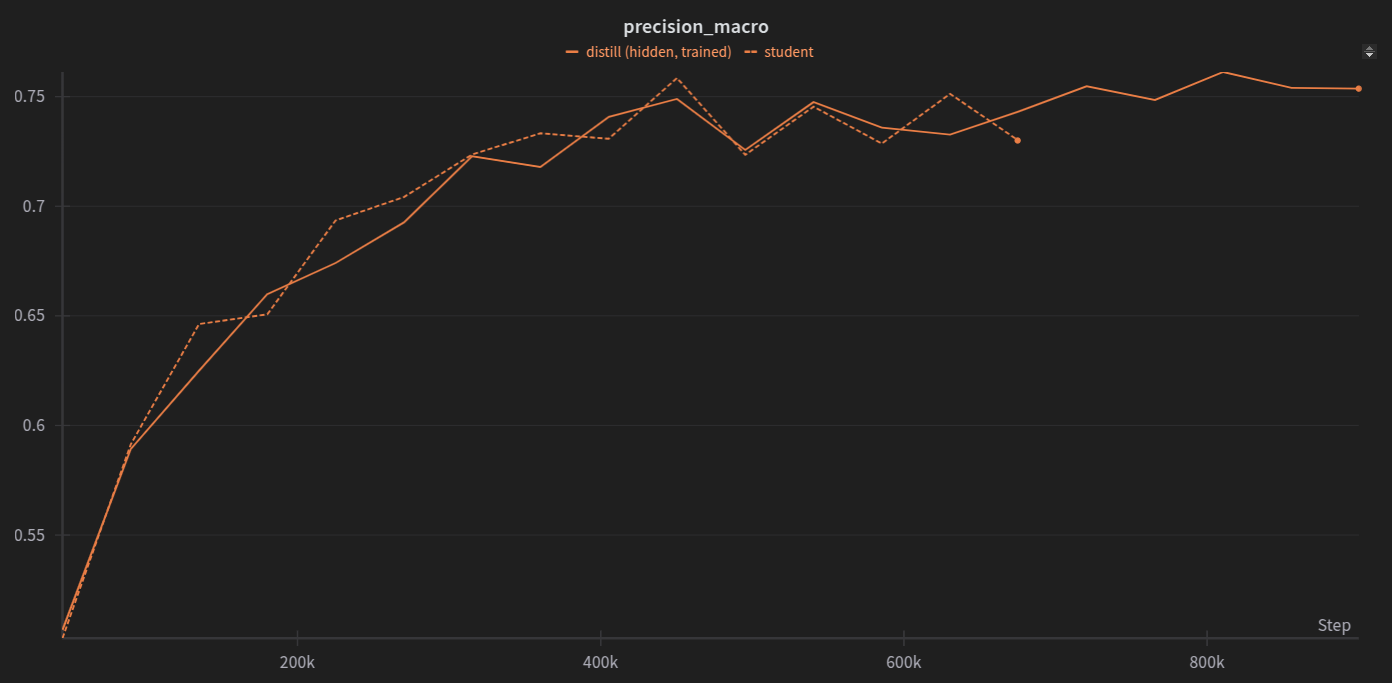 precision_macro
distill (hidden, trained) student
0.75
0.7
0.65
0.6
0.55
Step
200k 400k 600k 800k